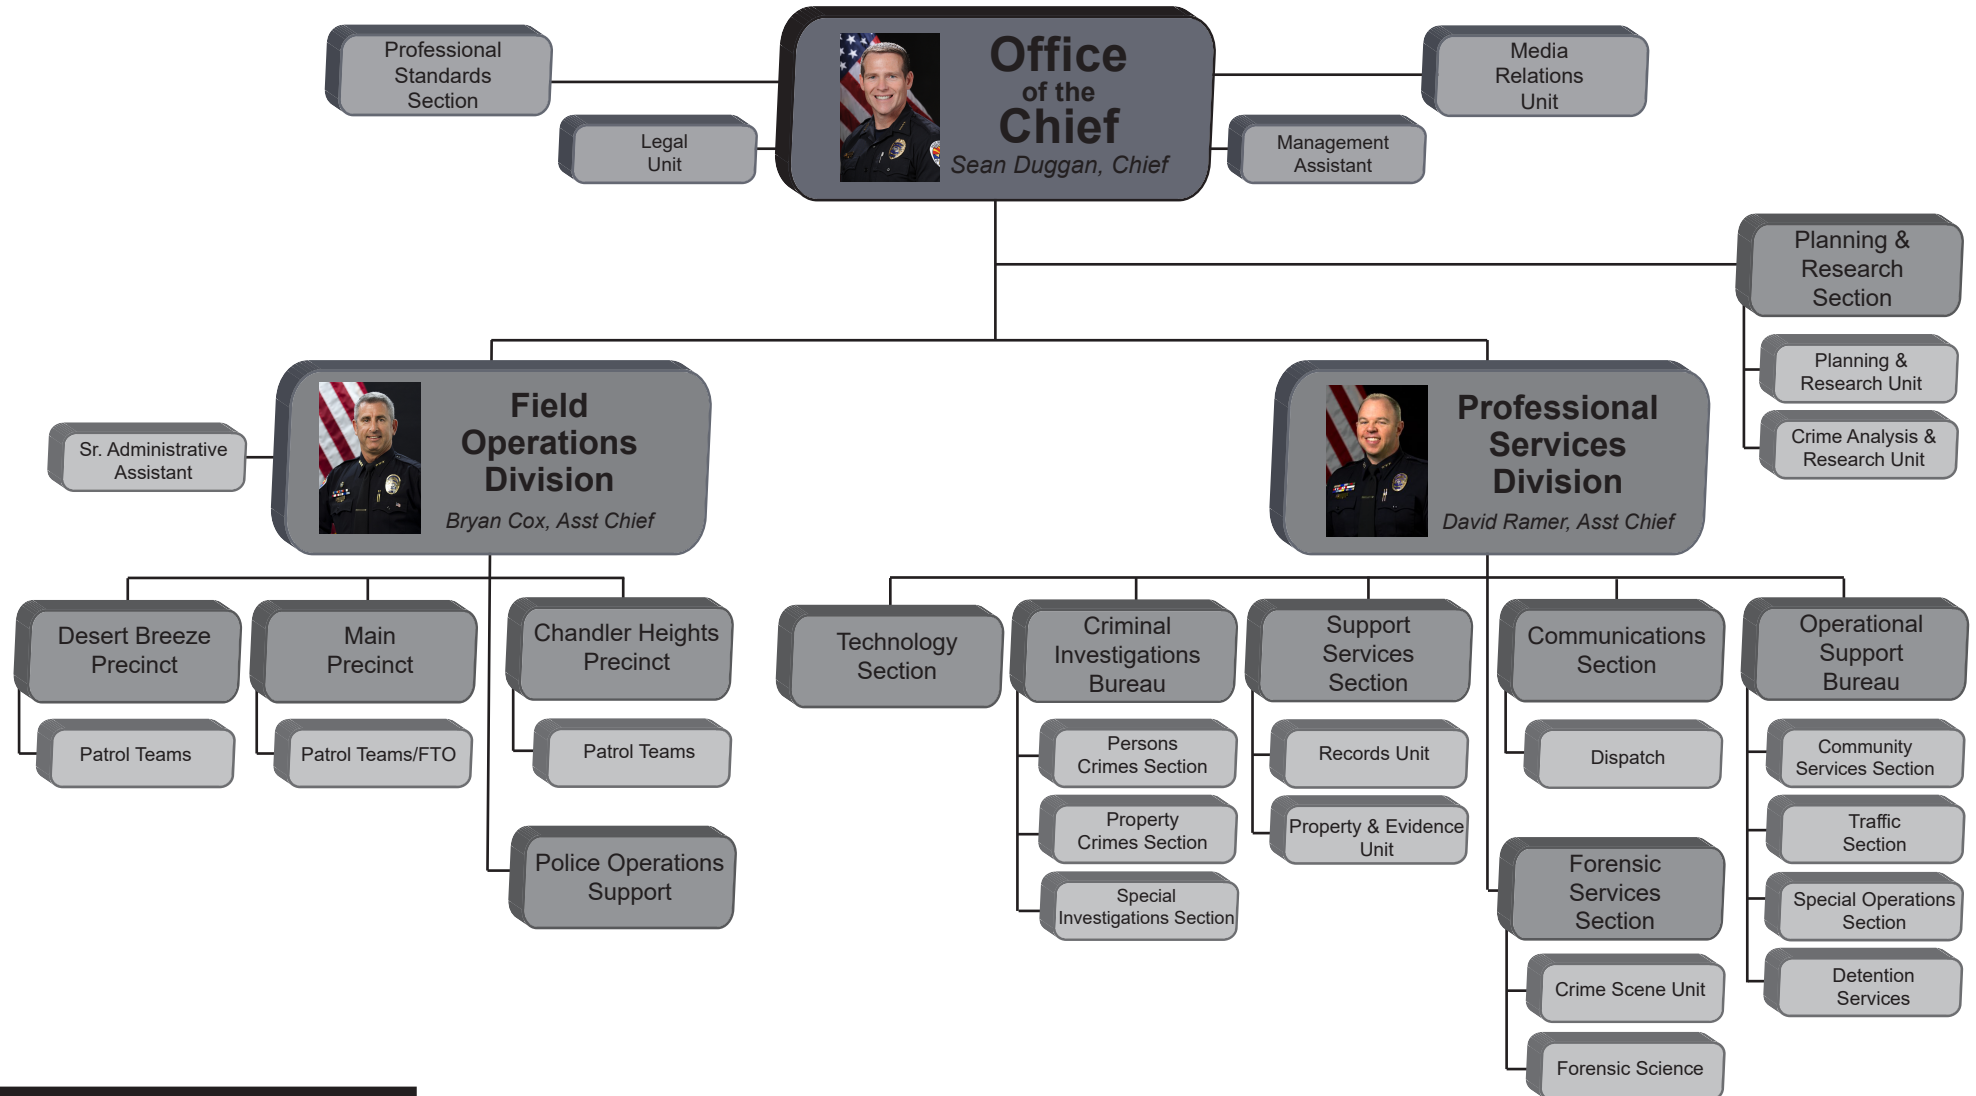 Professional
Standards
Section
Office
of the
Chief
Sean Duggan, Chief
Media
Relations
Unit
Legal
Unit
Management
Assistant
Planning &
Research
Section
Planning &
Research Unit
Crime Analysis &
Research Unit
Sr. Administrative
Assistant
Field
Operations
Division
Bryan Cox, Asst Chief
Professional
Services
Division
David Ramer, Asst Chief
Desert Breeze
Precinct
Patrol Teams
Main
Precinct
Patrol Teams/FTO
Chandler Heights
Precinct
Patrol Teams
Police Operations
Support
Technology
Section
Criminal
Investigations
Bureau
Persons
Crimes Section
Property
Crimes Section
Special
Investigations Section
Support
Services
Section
Records Unit
Property & Evidence
Unit
Communications
Section
Dispatch
Forensic
Services
Section
Crime Scene Unit
Forensic Science
Operational
Support
Bureau
Community
Services Section
Traffic
Section
Special Operations
Section
Detention
Services